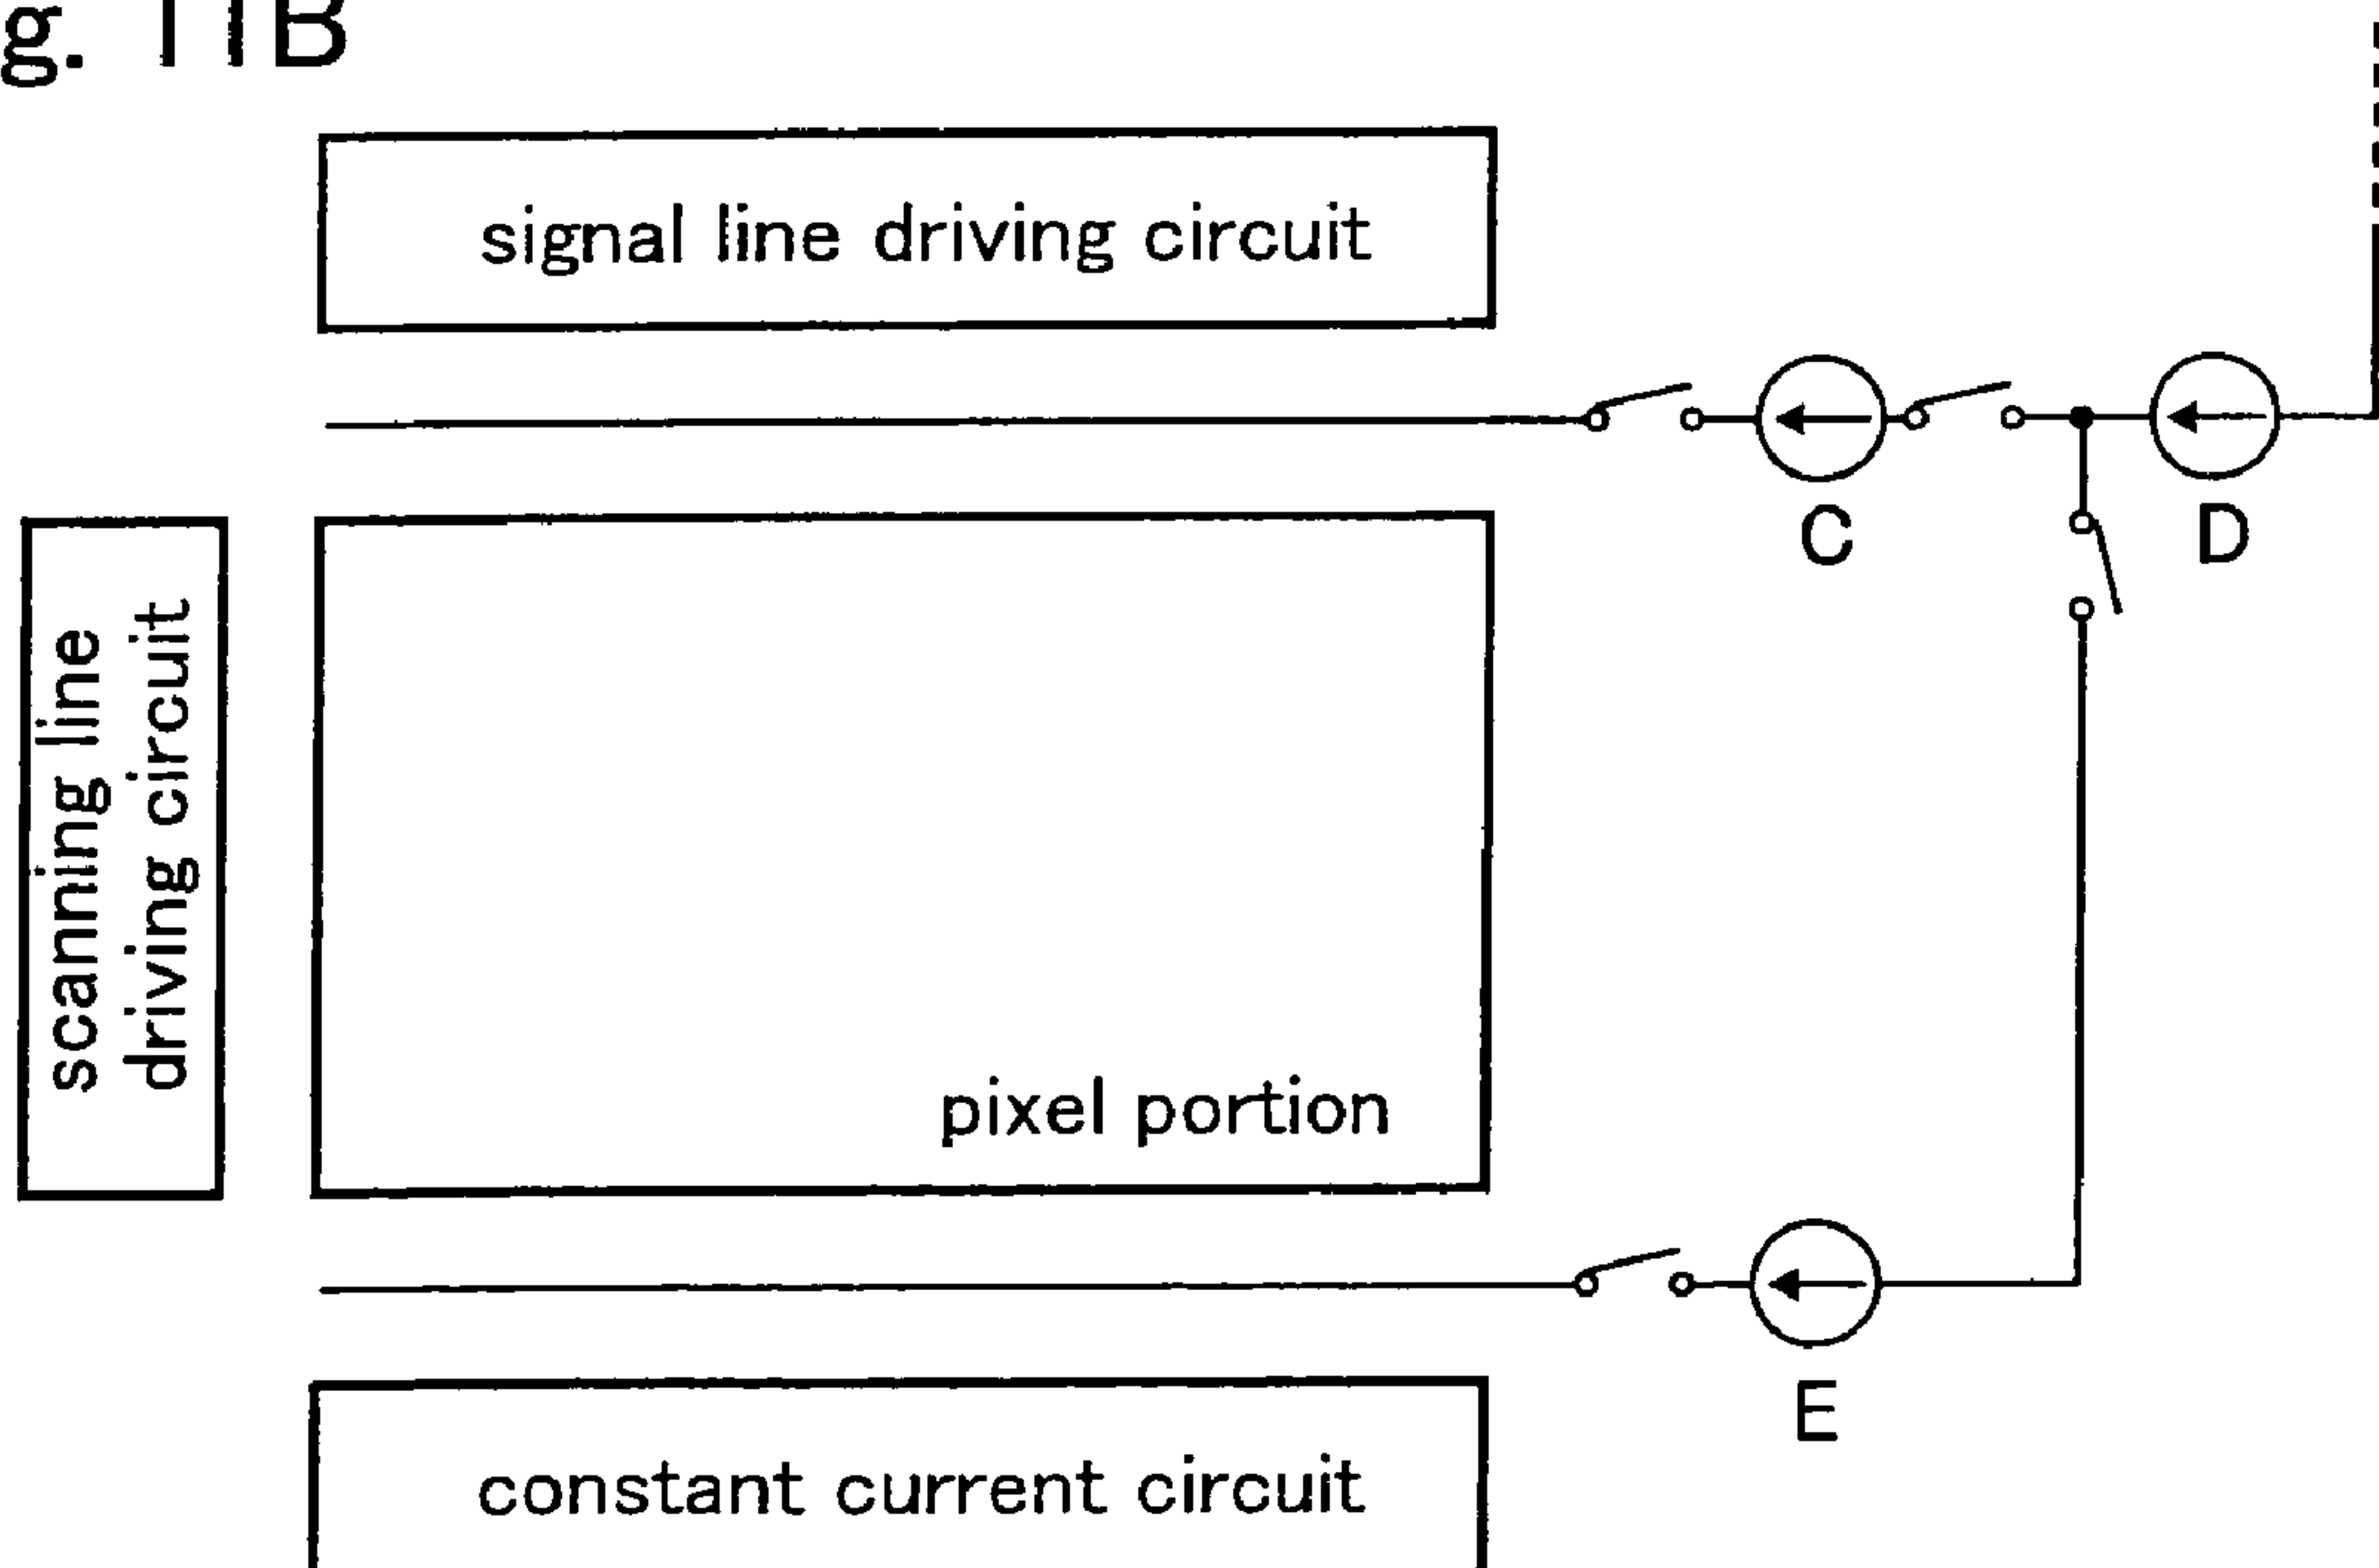 g. 11B
signal line driving circuit
C
D
scanning line
driving circuit
pixel portion
E
constant current circuit